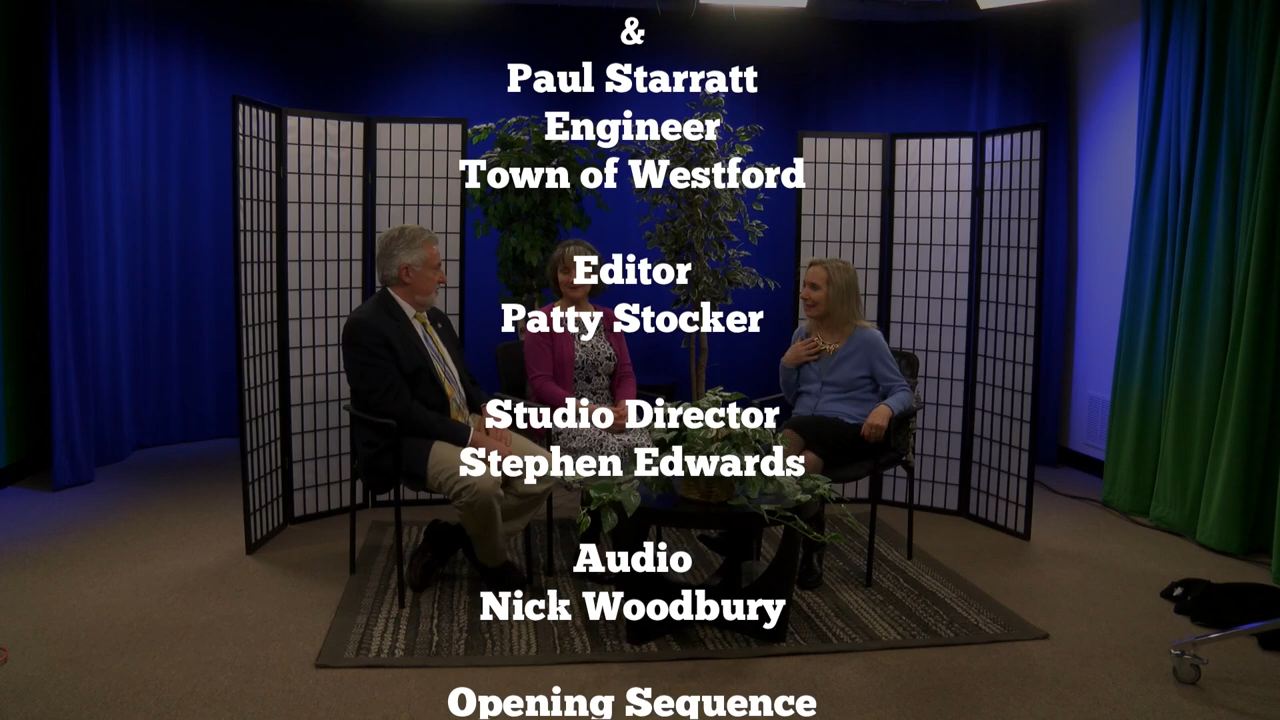 &
Paul Starratt
Engineer
Town of Westford
Editor
Patty Stocker
Studio Director
Stephen Edwards
Audio
Nick Woodbury
Opening Sequence